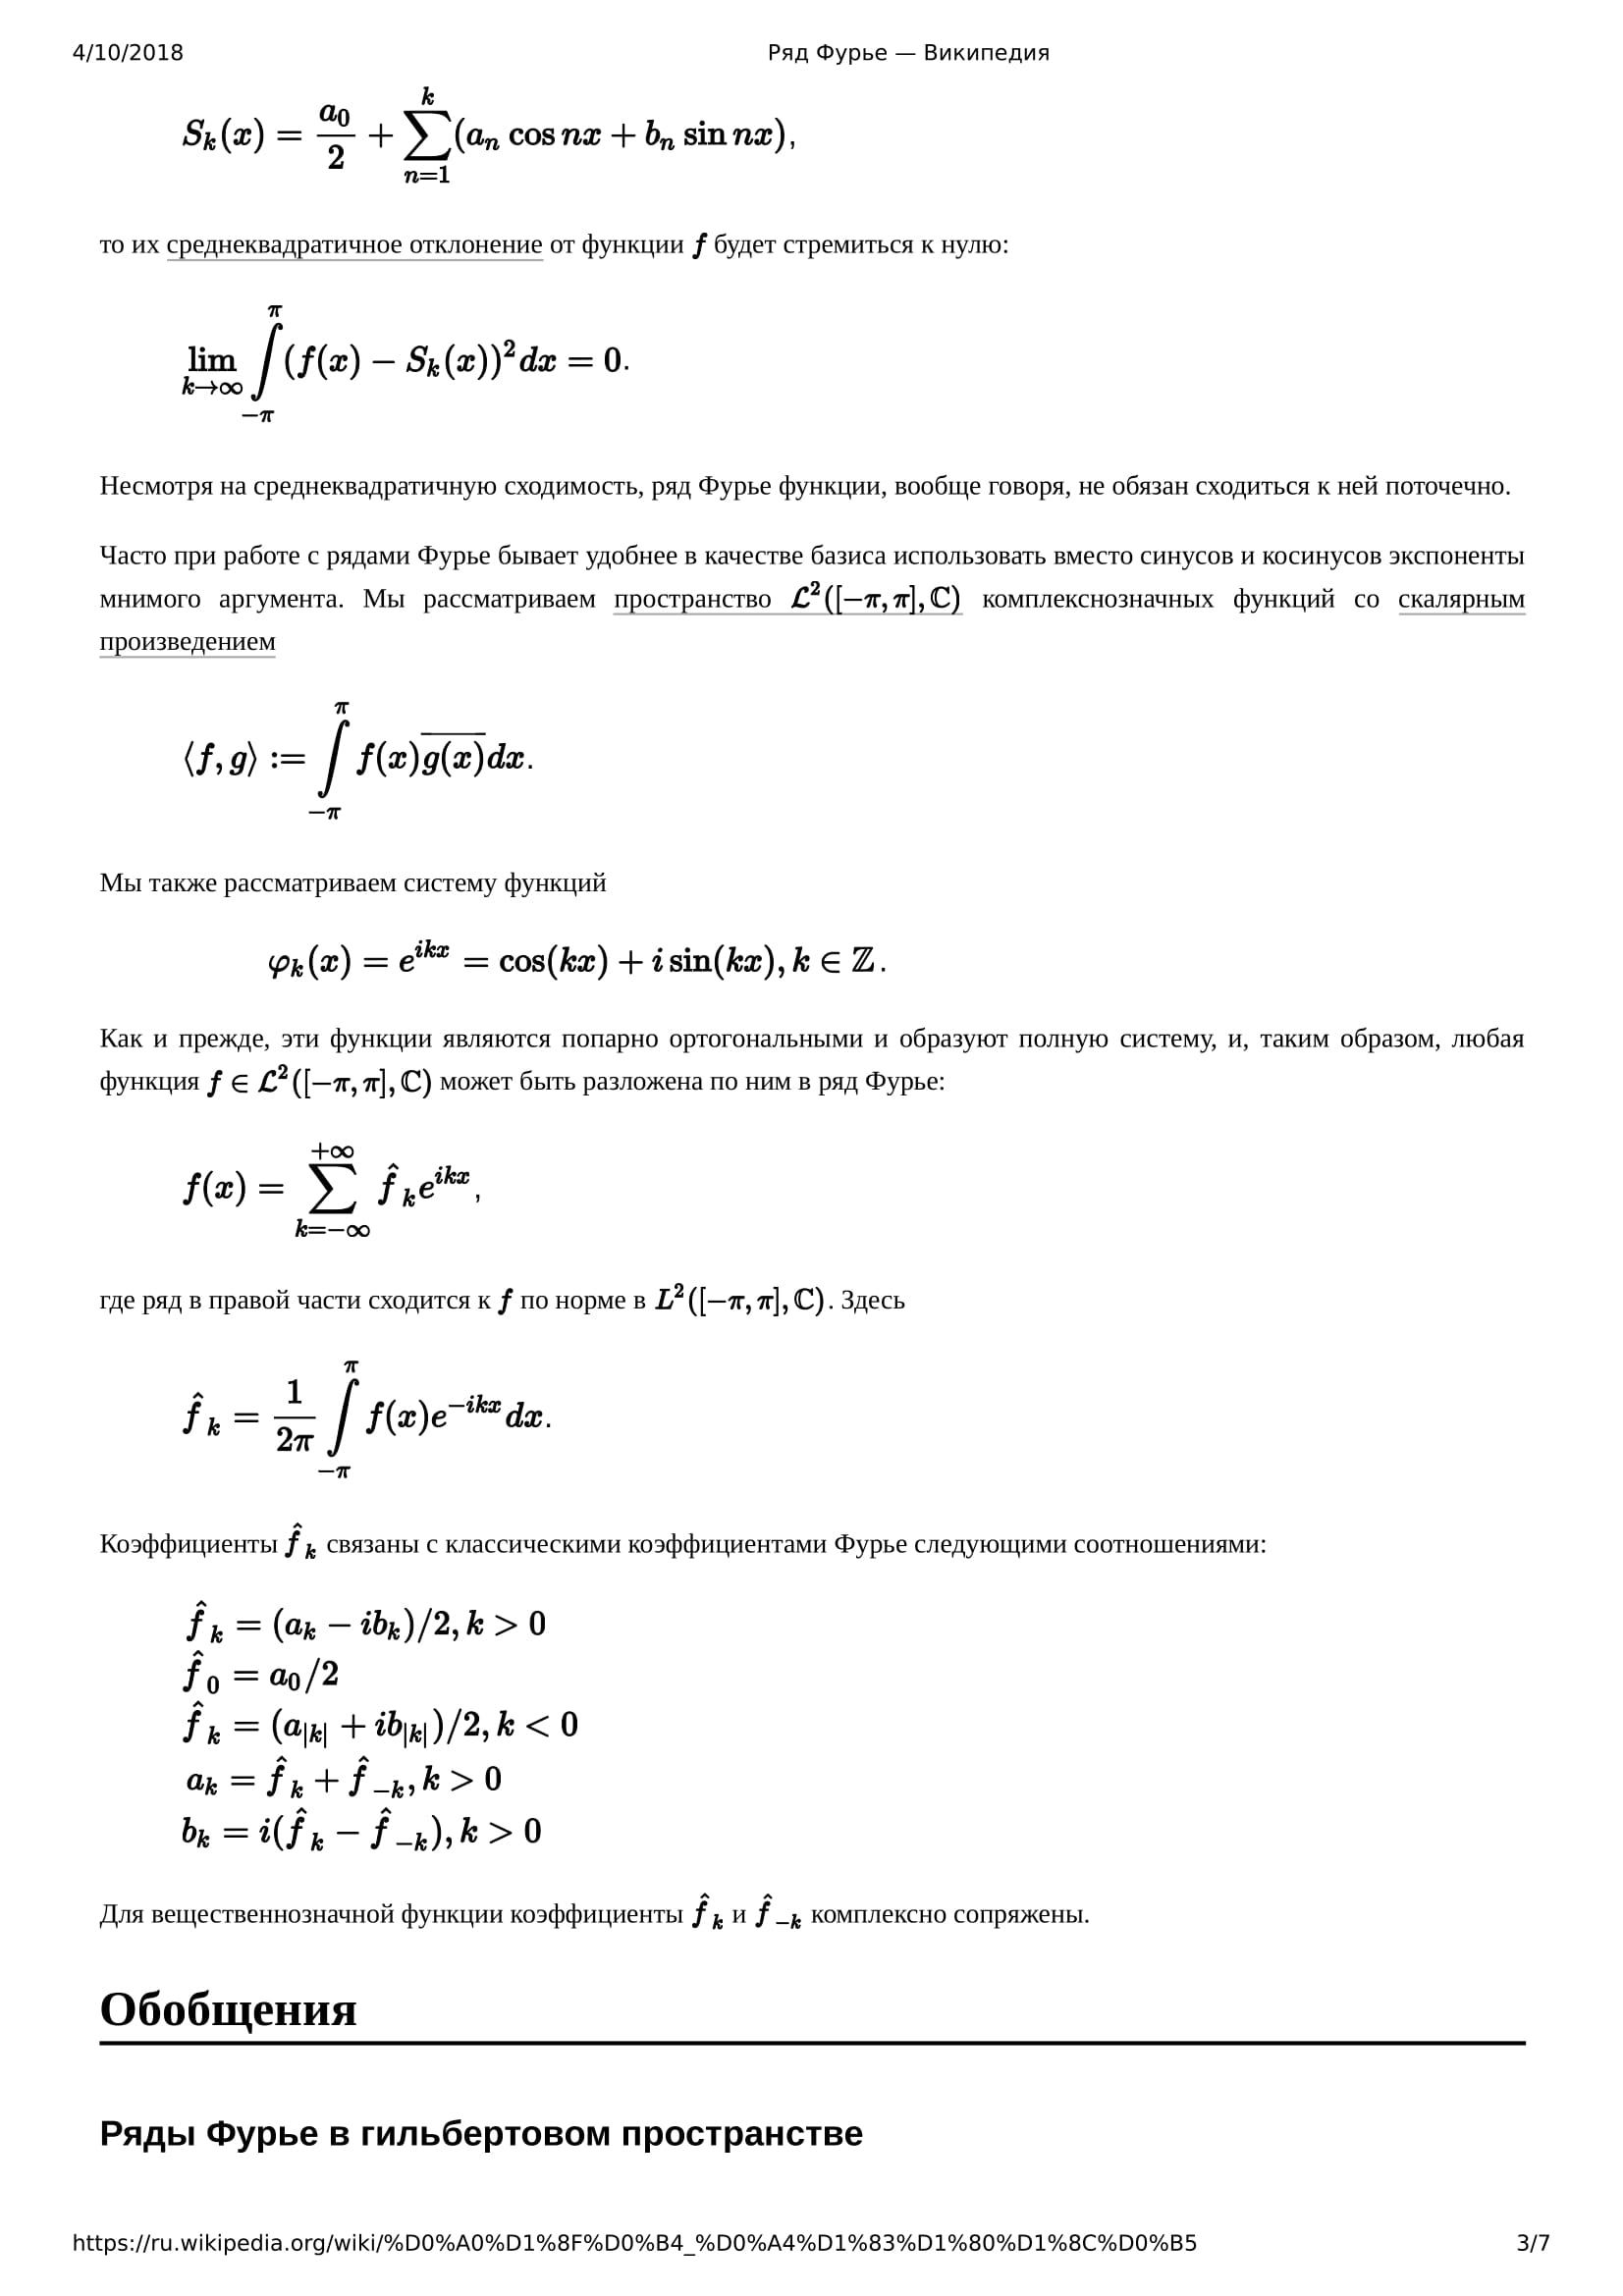 4/10/2018 Ряд Фурье — Википедия
$S_k(x) = \frac{a_0}{2} + \sum_{n=1}^{k} (a_n \cos nx + b_n \sin nx),$
то их среднеквадратичное отклонение от функции $f$ будет стремиться к нулю:
$\lim_{k \to \infty} \int_{-\pi}^{\pi} (f(x) - S_k(x))^2 dx = 0.$
Несмотря на среднеквадратичную сходимость, ряд Фурье функции, вообще говоря, не обязан сходиться к ней поточечно.
Часто при работе с рядами Фурье бывает удобнее в качестве базиса использовать вместо синусов и косинусов экспоненты
мнимого аргумента. Мы рассматриваем пространство $\mathcal{L}^2([-\pi, \pi], \mathbb{C})$ комплекснозначных функций со скалярным
произведением
$\langle f, g \rangle := \int_{-\pi}^{\pi} f(x) \overline{g(x)} dx.$
Мы также рассматриваем систему функций
$\varphi_k(x) = e^{ikx} = \cos(kx) + i \sin(kx), k \in \mathbb{Z}.$
Как и прежде, эти функции являются попарно ортогональными и образуют полную систему, и, таким образом, любая
функция $f \in \mathcal{L}^2([-\pi, \pi], \mathbb{C})$ может быть разложена по ним в ряд Фурье:
$f(x) = \sum_{k=-\infty}^{+\infty} \hat{f}_k e^{ikx},$
где ряд в правой части сходится к $f$ по норме в $L^2([-\pi, \pi], \mathbb{C})$. Здесь
$\hat{f}_k = \frac{1}{2\pi} \int_{-\pi}^{\pi} f(x) e^{-ikx} dx.$
Коэффициенты $\hat{f}_k$ связаны с классическими коэффициентами Фурье следующими соотношениями:
$\hat{f}_k = (a_k - ib_k)/2, k > 0$
$\hat{f}_0 = a_0/2$
$\hat{f}_k = (a_{|k|} + ib_{|k|})/2, k < 0$
$a_k = \hat{f}_k + \hat{f}_{-k}, k > 0$
$b_k = i(\hat{f}_k - \hat{f}_{-k}), k > 0$
Для вещественнозначной функции коэффициенты $\hat{f}_k$ и $\hat{f}_{-k}$ комплексно сопряжены.
Обобщения
Ряды Фурье в гильбертовом пространстве
https://ru.wikipedia.org/wiki/%D0%A0%D1%8F%D0%B4_%D0%A4%D1%83%D1%80%D1%8C%D0%B5 3/7